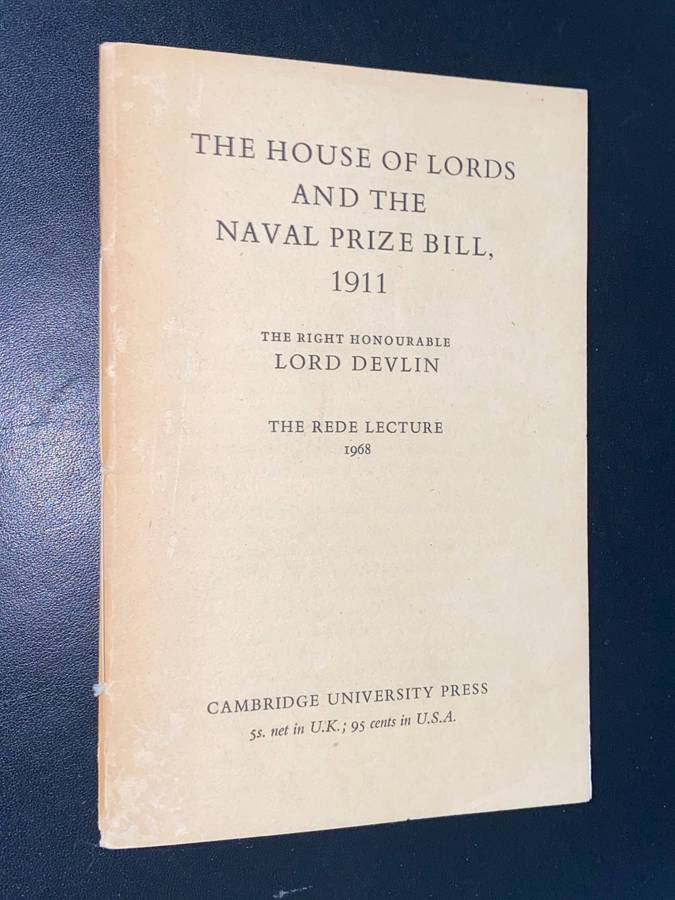 THE HOUSE OF LORDS
AND THE
NAVAL PRIZE BILL,
1911
THE RIGHT HONOURABLE
LORD DEVLIN
THE REDE LECTURE
1968
CAMBRIDGE UNIVERSITY PRESS
5s. net in U.K.; 95 cents in U.S.A.